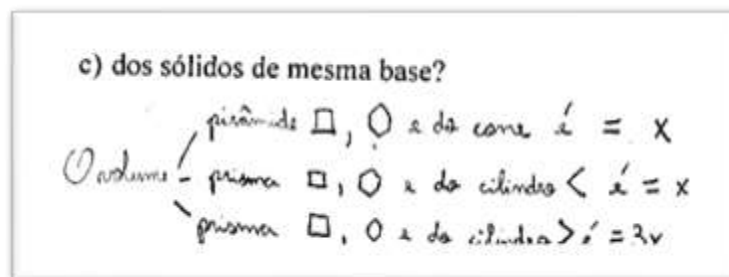 c) dos sólidos de mesma base?
pirâmide □, ⬡ e do cone é = x
O volume prisma □, ⬡ e do cilindro < é = x
prisma □, ⬡ e do cilindro > é = 3x